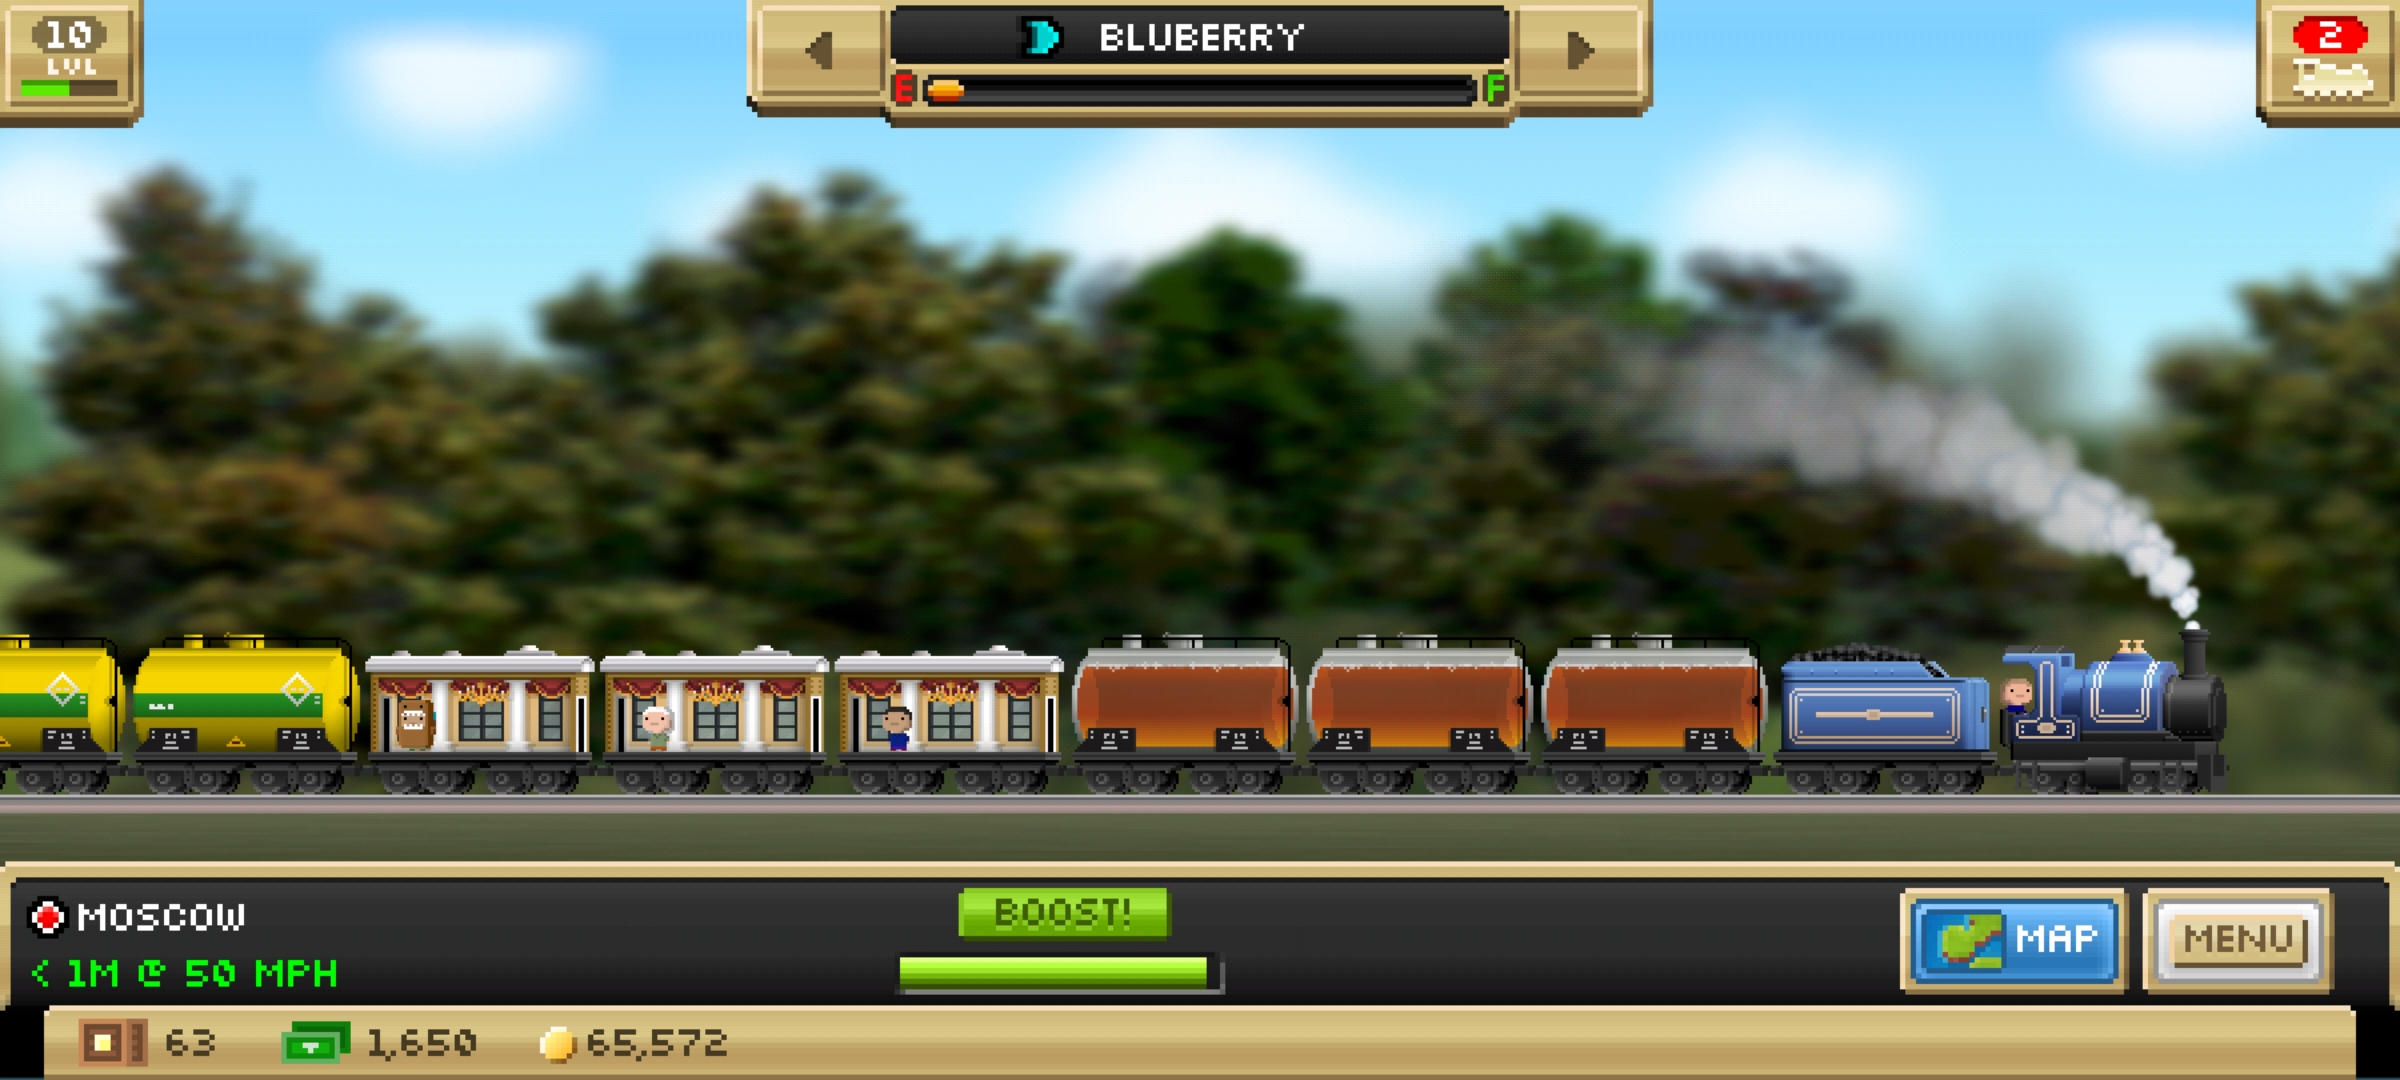 10
LVL
BLUBERRY
E F
2
MOSCOW
< 1M @ 50 MPH
BOOST!
MAP
MENU
63
1,650
65,572